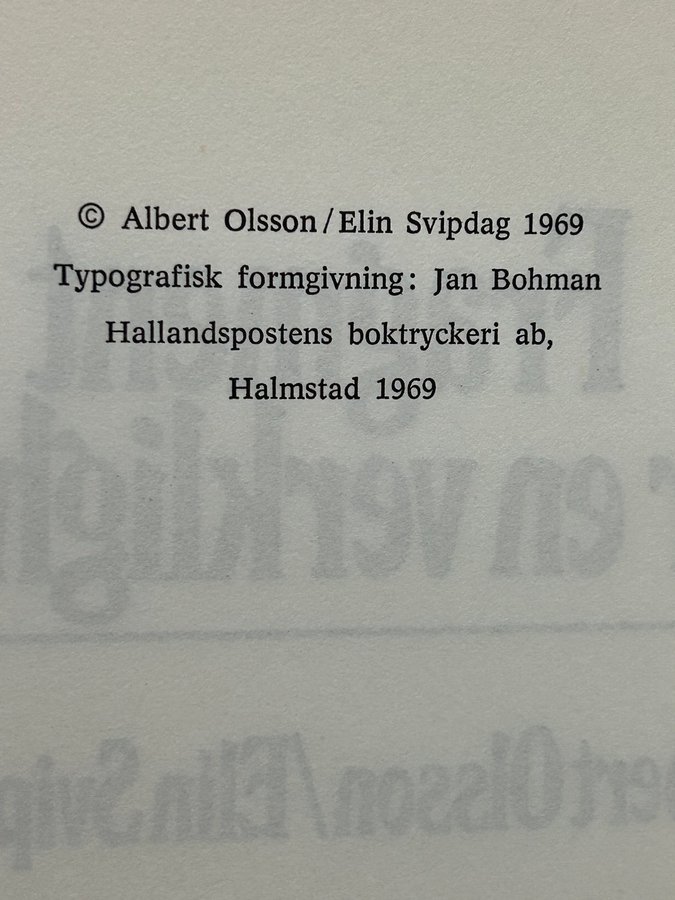 © Albert Olsson/Elin Svipdag 1969
Typografisk formgivning: Jan Bohman
Hallandspostens boktryckeri ab,
Halmstad 1969